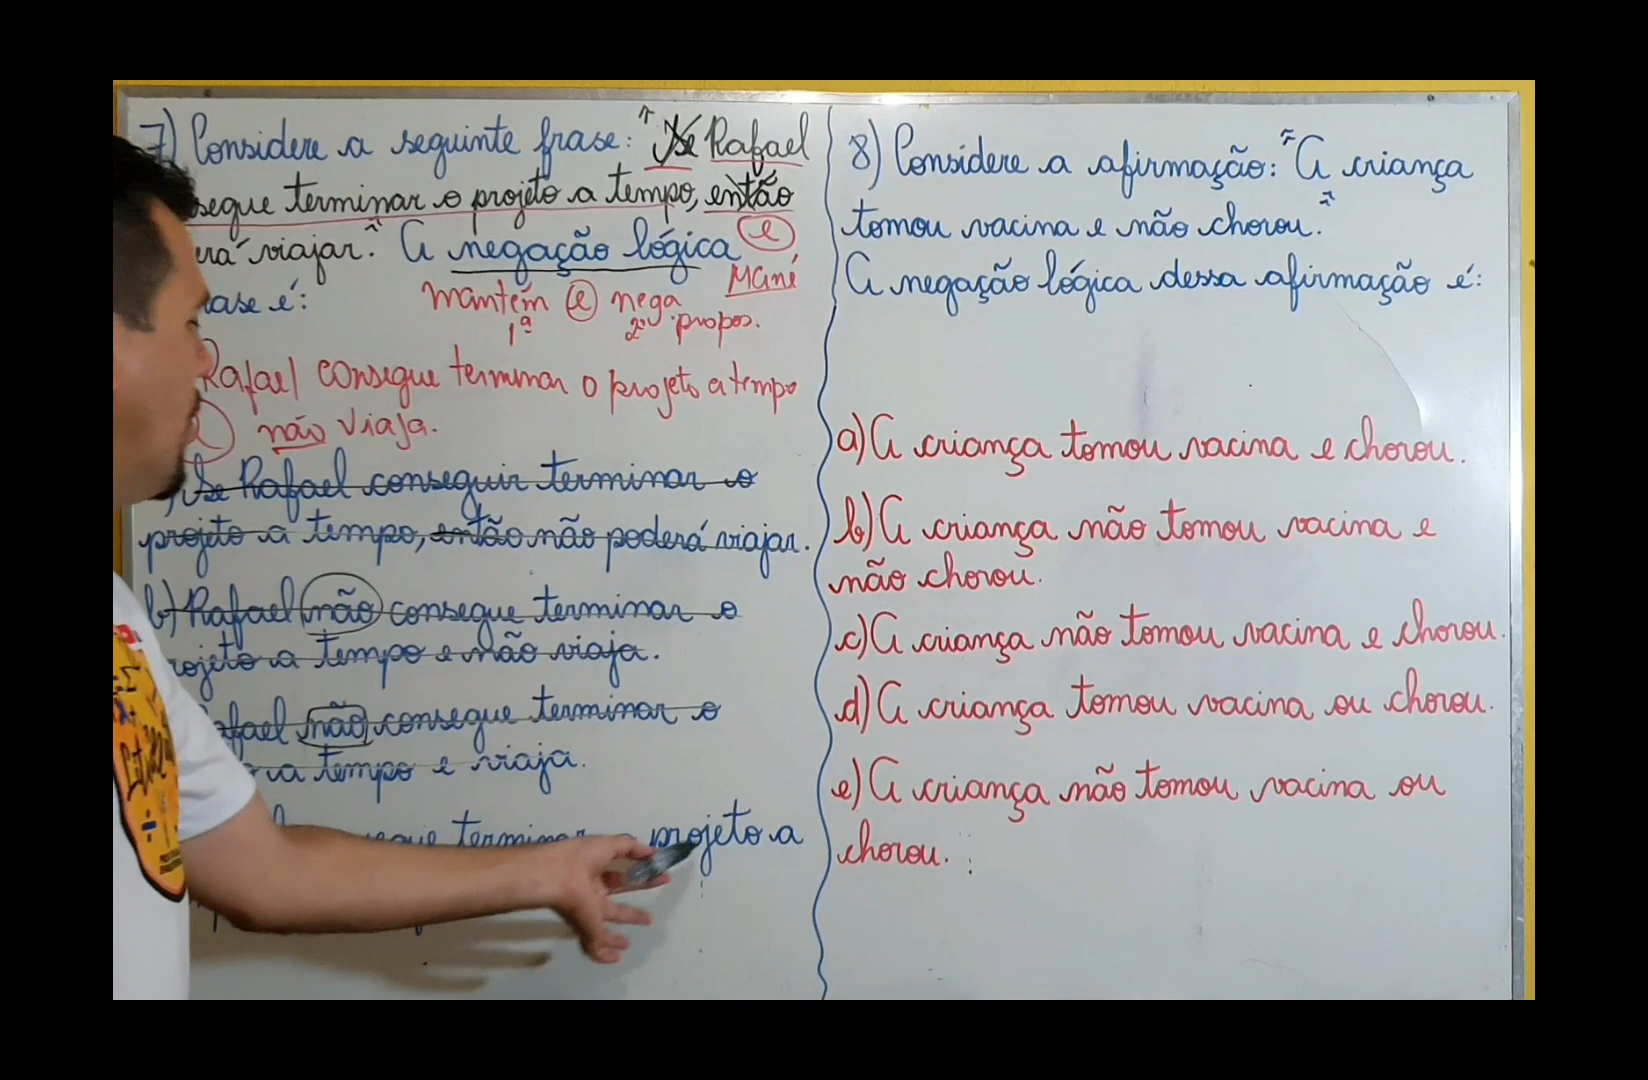 7) Considere a seguinte frase: "Se Rafael
segue terminar o projeto a tempo, então
erá viajar." A negação lógica e
Mané
ase é: mantém e nega
1ª 2ª propos.
Rafael consegue terminar o projeto a tempo
e não viaja.
Se Rafael conseguir terminar o
projeto a tempo, então não poderá viajar.
b) Rafael não consegue terminar o
rojeto a tempo e não viaja.
afael não consegue terminar o
a tempo e viaja.
egue terminar o projeto a
8) Considere a afirmação: "A criança
tomou vacina e não chorou."
A negação lógica dessa afirmação é:
a) A criança tomou vacina e chorou.
b) A criança não tomou vacina e
não chorou.
c) A criança não tomou vacina e chorou.
d) A criança tomou vacina ou chorou.
e) A criança não tomou vacina ou
chorou.